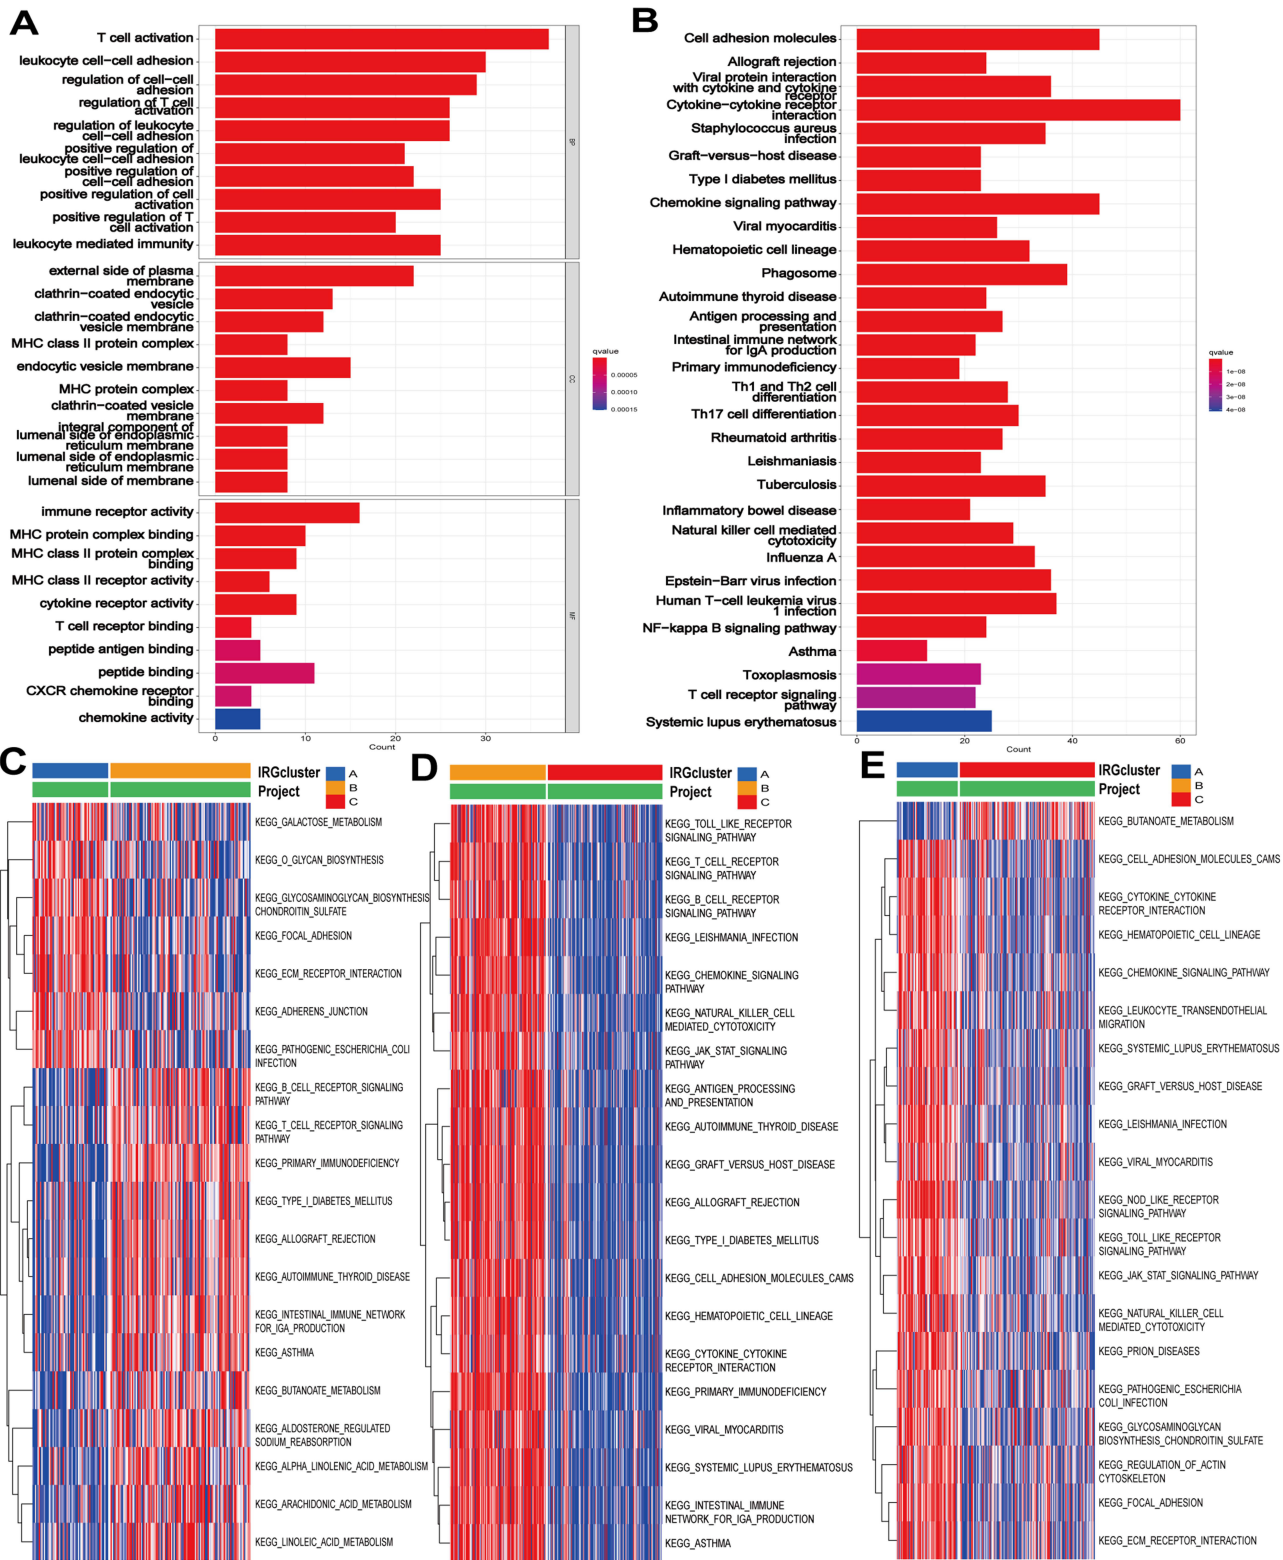 A
T cell activation
leukocyte cell-cell adhesion
regulation of cell-cell
adhesion
regulation of T cell
activation
regulation of leukocyte
cell-cell adhesion
positive regulation of
leukocyte cell-cell adhesion
positive regulation of
cell-cell adhesion
positive regulation of cell
activation
positive regulation of T
cell activation
leukocyte mediated immunity
BP
external side of plasma
membrane
clathrin-coated endocytic
vesicle
clathrin-coated endocytic
vesicle membrane
MHC class II protein complex
endocytic vesicle membrane
MHC protein complex
clathrin-coated vesicle
membrane
integral component of
lumenal side of endoplasmic
reticulum membrane
lumenal side of endoplasmic
reticulum membrane
lumenal side of membrane
CC
immune receptor activity
MHC protein complex binding
MHC class II protein complex
binding
MHC class II receptor activity
cytokine receptor activity
T cell receptor binding
peptide antigen binding
peptide binding
CXCR chemokine receptor
binding
chemokine activity
MF
0
10
20
30
Count
qvalue
0.00005
0.00010
0.00015
B
Cell adhesion molecules
Allograft rejection
Viral protein interaction
with cytokine and cytokine
receptor
Cytokine-cytokine receptor
interaction
Staphylococcus aureus
infection
Graft-versus-host disease
Type I diabetes mellitus
Chemokine signaling pathway
Viral myocarditis
Hematopoietic cell lineage
Phagosome
Autoimmune thyroid disease
Antigen processing and
presentation
Intestinal immune network
for IgA production
Primary immunodeficiency
Th1 and Th2 cell
differentiation
Th17 cell differentiation
Rheumatoid arthritis
Leishmaniasis
Tuberculosis
Inflammatory bowel disease
Natural killer cell mediated
cytotoxicity
Influenza A
Epstein-Barr virus infection
Human T-cell leukemia virus
1 infection
NF-kappa B signaling pathway
Asthma
Toxoplasmosis
T cell receptor signaling
pathway
Systemic lupus erythematosus
0
20
40
60
Count
qvalue
1e-08
2e-08
3e-08
4e-08
C
IRGcluster
Project
A
B
C
KEGG_GALACTOSE_METABOLISM
KEGG_O_GLYCAN_BIOSYNTHESIS
KEGG_GLYCOSAMINOGLYCAN_BIOSYNTHESIS
CHONDROITIN_SULFATE
KEGG_FOCAL_ADHESION
KEGG_ECM_RECEPTOR_INTERACTION
KEGG_ADHERENS_JUNCTION
KEGG_PATHOGENIC_ESCHERICHIA_COLI
INFECTION
KEGG_B_CELL_RECEPTOR_SIGNALING
PATHWAY
KEGG_T_CELL_RECEPTOR_SIGNALING
PATHWAY
KEGG_PRIMARY_IMMUNODEFICIENCY
KEGG_TYPE_I_DIABETES_MELLITUS
KEGG_ALLOGRAFT_REJECTION
KEGG_AUTOIMMUNE_THYROID_DISEASE
KEGG_INTESTINAL_IMMUNE_NETWORK
FOR_IGA_PRODUCTION
KEGG_ASTHMA
KEGG_BUTANOATE_METABOLISM
KEGG_ALDOSTERONE_REGULATED
SODIUM_REABSORPTION
KEGG_ALPHA_LINOLENIC_ACID_METABOLISM
KEGG_ARACHIDONIC_ACID_METABOLISM
KEGG_LINOLEIC_ACID_METABOLISM
D
IRGcluster
Project
A
B
C
KEGG_TOLL_LIKE_RECEPTOR
SIGNALING_PATHWAY
KEGG_T_CELL_RECEPTOR
SIGNALING_PATHWAY
KEGG_B_CELL_RECEPTOR
SIGNALING_PATHWAY
KEGG_LEISHMANIA_INFECTION
KEGG_CHEMOKINE_SIGNALING
PATHWAY
KEGG_NATURAL_KILLER_CELL
MEDIATED_CYTOTOXICITY
KEGG_JAK_STAT_SIGNALING
PATHWAY
KEGG_ANTIGEN_PROCESSING
AND_PRESENTATION
KEGG_AUTOIMMUNE_THYROID_DISEASE
KEGG_GRAFT_VERSUS_HOST_DISEASE
KEGG_ALLOGRAFT_REJECTION
KEGG_TYPE_I_DIABETES_MELLITUS
KEGG_CELL_ADHESION_MOLECULES_CAMS
KEGG_HEMATOPOIETIC_CELL_LINEAGE
KEGG_CYTOKINE_CYTOKINE
RECEPTOR_INTERACTION
KEGG_PRIMARY_IMMUNODEFICIENCY
KEGG_VIRAL_MYOCARDITIS
KEGG_SYSTEMIC_LUPUS_ERYTHEMATOSUS
KEGG_INTESTINAL_IMMUNE
NETWORK_FOR_IGA_PRODUCTION
KEGG_ASTHMA
E
IRGcluster
Project
A
B
C
KEGG_BUTANOATE_METABOLISM
KEGG_CELL_ADHESION_MOLECULES_CAMS
KEGG_CYTOKINE_CYTOKINE
RECEPTOR_INTERACTION
KEGG_HEMATOPOIETIC_CELL_LINEAGE
KEGG_CHEMOKINE_SIGNALING_PATHWAY
KEGG_LEUKOCYTE_TRANSENDOTHELIAL
MIGRATION
KEGG_SYSTEMIC_LUPUS_ERYTHEMATOSUS
KEGG_GRAFT_VERSUS_HOST_DISEASE
KEGG_LEISHMANIA_INFECTION
KEGG_VIRAL_MYOCARDITIS
KEGG_NOD_LIKE_RECEPTOR
SIGNALING_PATHWAY
KEGG_TOLL_LIKE_RECEPTOR
SIGNALING_PATHWAY
KEGG_JAK_STAT_SIGNALING_PATHWAY
KEGG_NATURAL_KILLER_CELL
MEDIATED_CYTOTOXICITY
KEGG_PRION_DISEASES
KEGG_PATHOGENIC_ESCHERICHIA
COLI_INFECTION
KEGG_GLYCOSAMINOGLYCAN
BIOSYNTHESIS_CHONDROITIN_SULFATE
KEGG_REGULATION_OF_ACTIN
CYTOSKELETON
KEGG_FOCAL_ADHESION
KEGG_ECM_RECEPTOR_INTERACTION